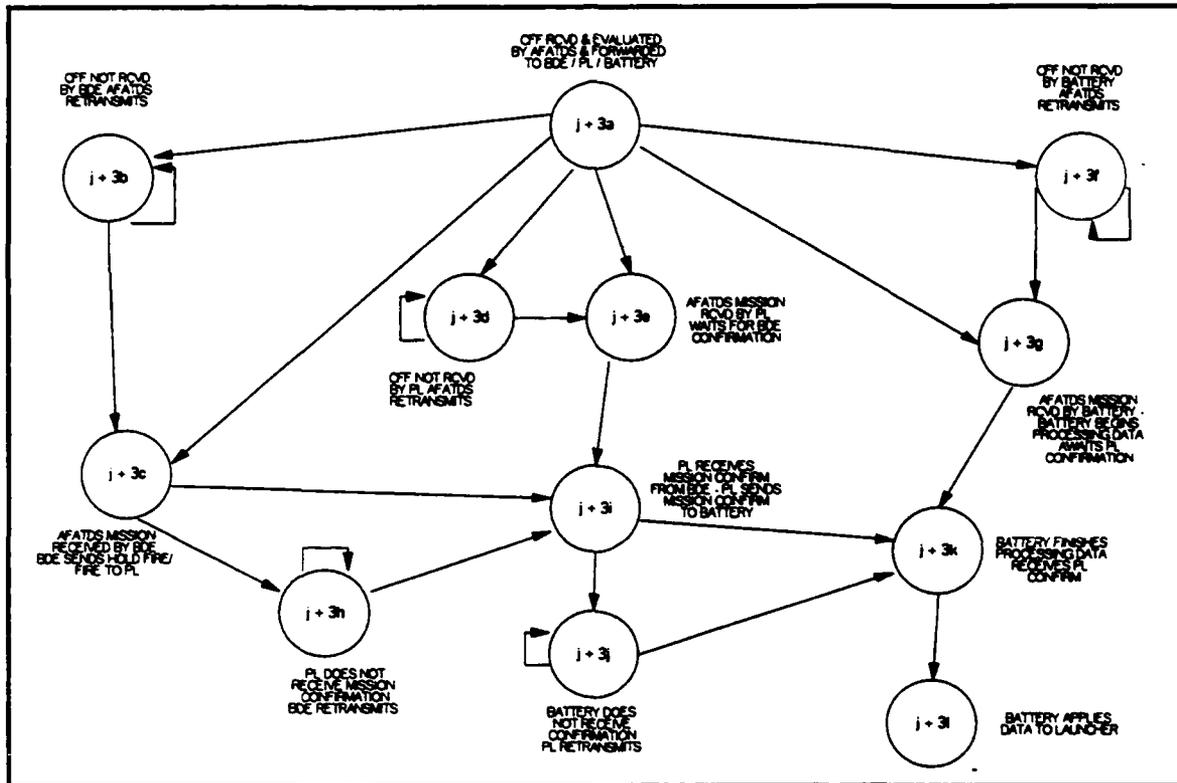 CFF RCVD & EVALUATED
BY AFATDS & FORWARDED
TO BDE / PL / BATTERY
CFF NOT RCVD
BY BDE AFATDS
RETRANSMITS
CFF NOT RCVD
BY BATTERY
AFATDS
RETRANSMITS
j + 3a
j + 3b
j + 3f
j + 3d
j + 3e
AFATDS MISSION
RCVD BY PL
WAITS FOR BDE
CONFIRMATION
j + 3g
CFF NOT RCVD
BY PL AFATDS
RETRANSMITS
AFATDS MISSION
RCVD BY BATTERY -
BATTERY BEGINS
PROCESSING DATA
AWAITS PL
CONFIRMATION
j + 3c
PL RECEIVES
MISSION CONFIRM
FROM BDE - PL SENDS
MISSION CONFIRM
TO BATTERY
j + 3i
AFATDS MISSION
RECEIVED BY BDE
BDE SENDS HOLD FIRE/
FIRE TO PL
j + 3k
BATTERY FINISHES
PROCESSING DATA
RECEIVES PL
CONFIRM
j + 3h
j + 3j
PL DOES NOT
RECEIVE MISSION
CONFIRMATION
BDE RETRANSMITS
BATTERY DOES
NOT RECEIVE
CONFIRMATION
PL RETRANSMITS
j + 3l
BATTERY APPLIES
DATA TO LAUNCHER